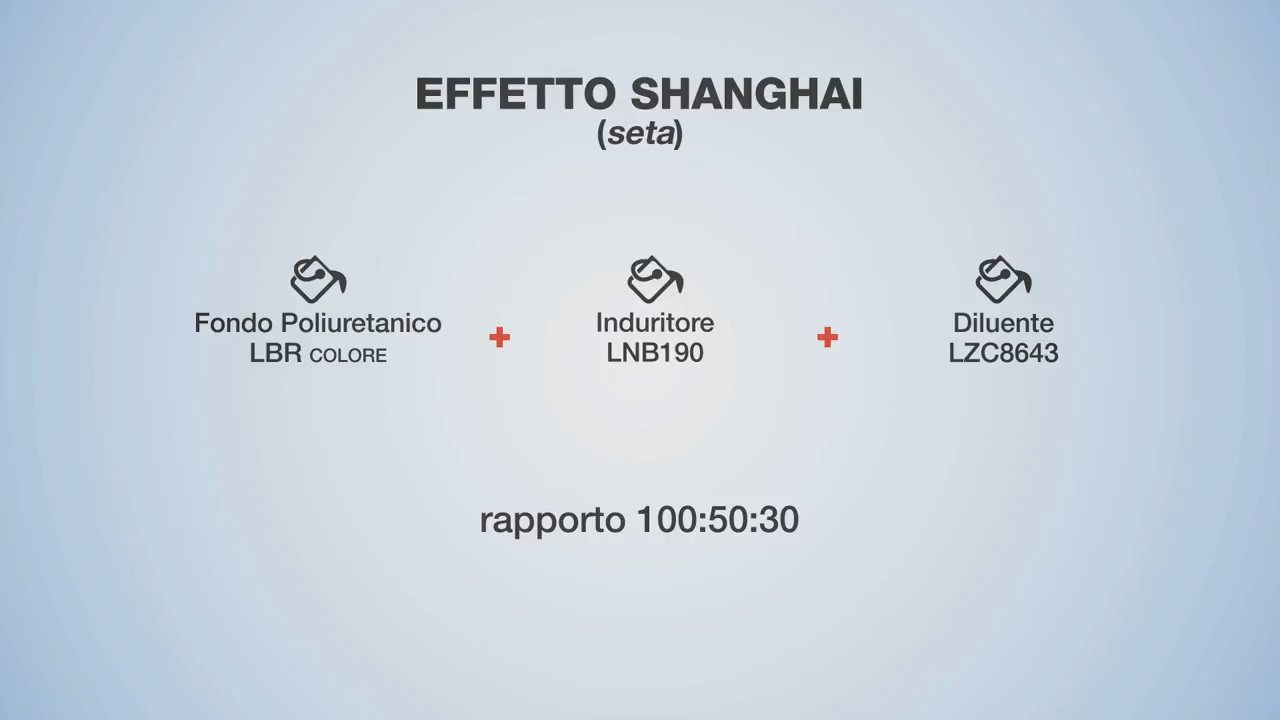 EFFETTO SHANGHAI
(seta)
Fondo Poliuretanico
LBR COLORE
Induritore
LNB190
Diluente
LZC8643
rapporto 100:50:30